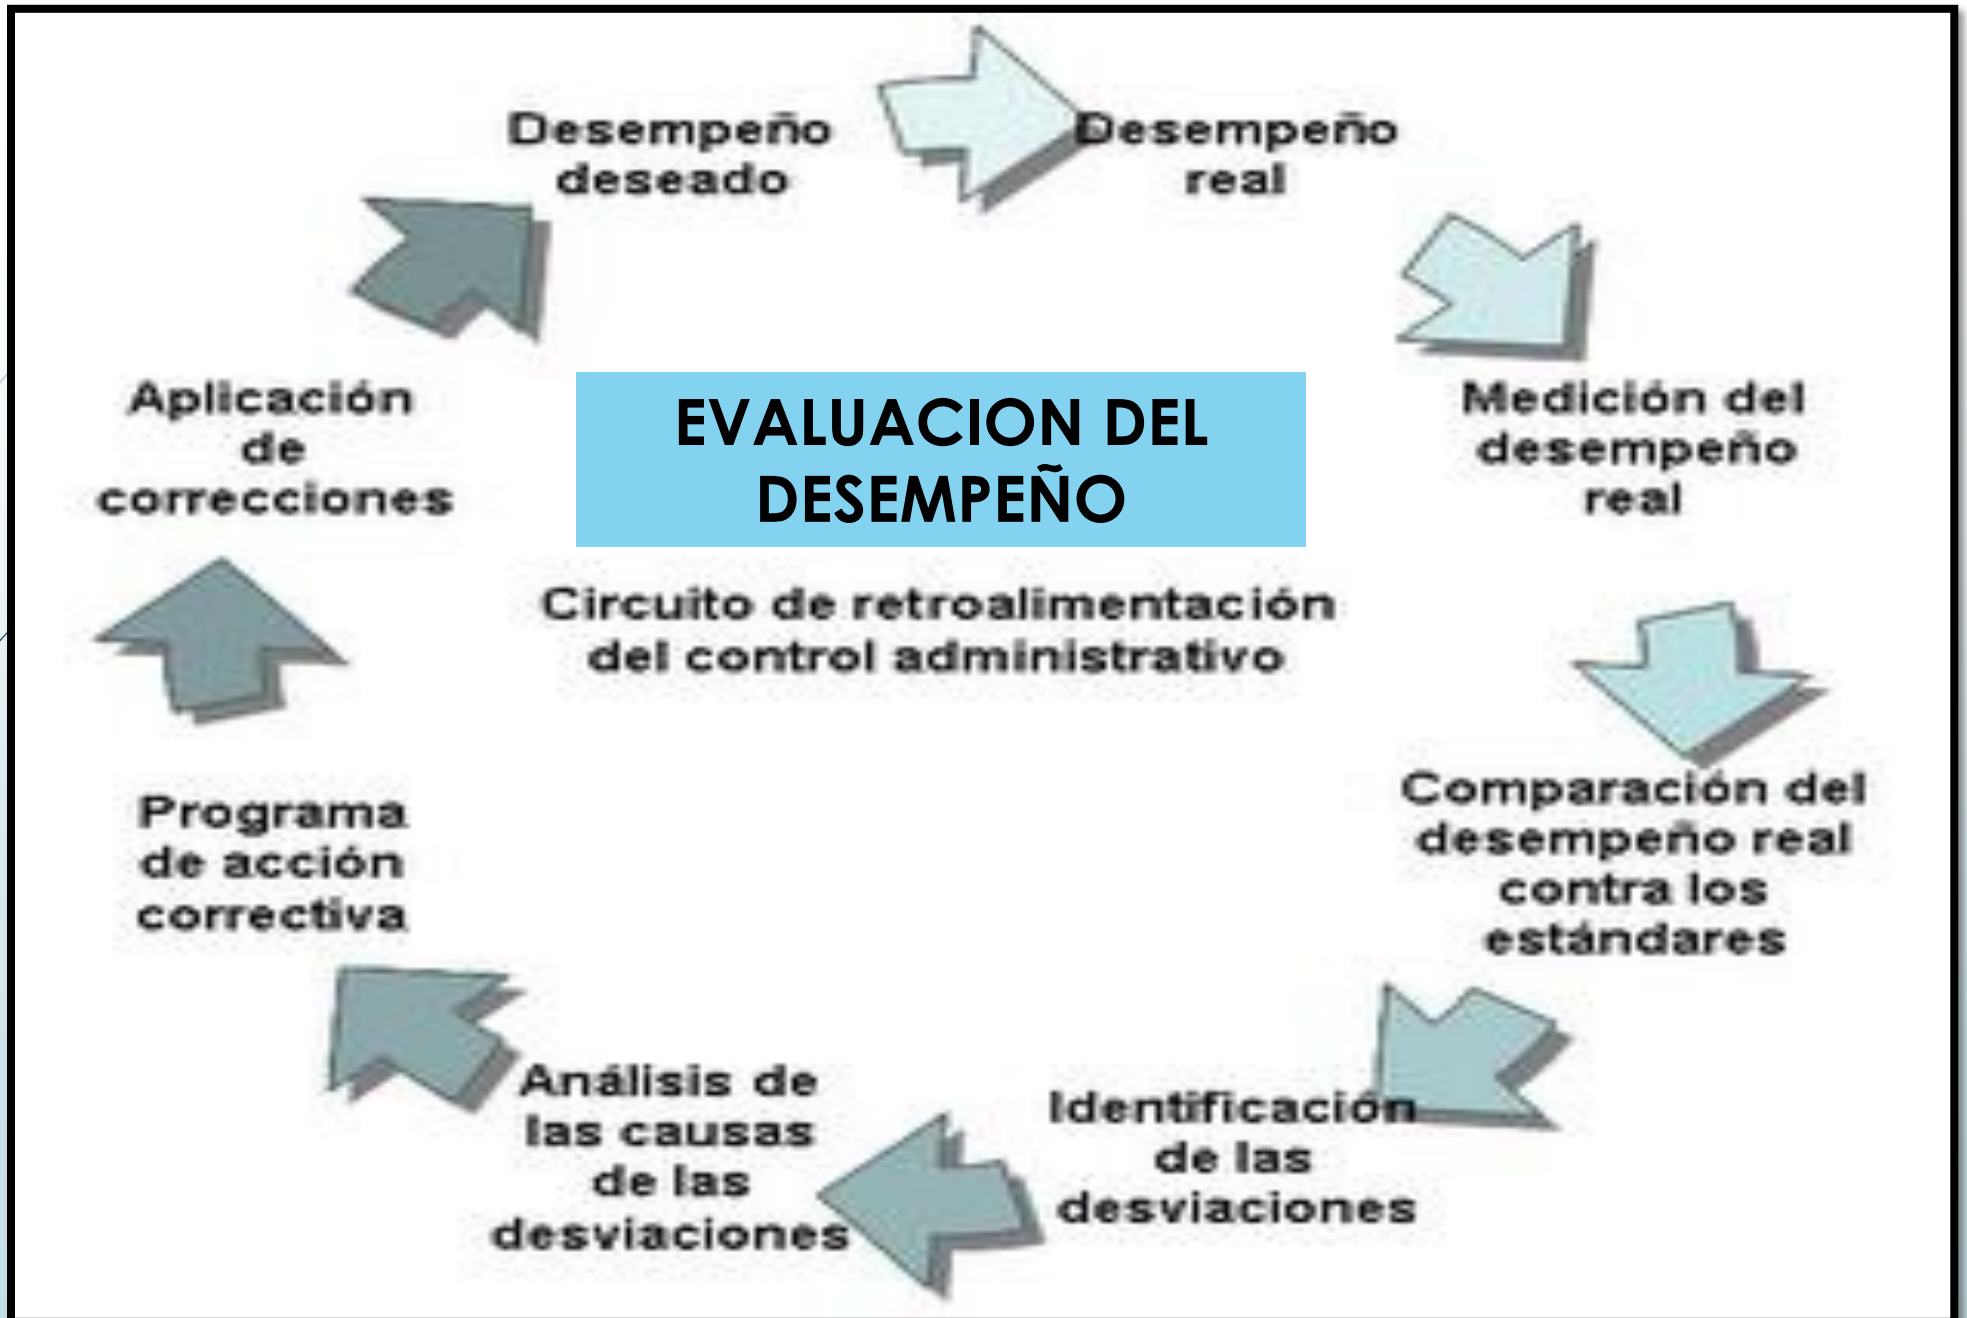 Desempeño
deseado
Desempeño
real
Medición del
desempeño
real
Comparación del
desempeño real
contra los
estándares
Identificación
de las
desviaciones
Análisis de
las causas
de las
desviaciones
Programa
de acción
correctiva
Aplicación
de
correcciones
EVALUACION DEL
DESEMPEÑO
Circuito de retroalimentación
del control administrativo